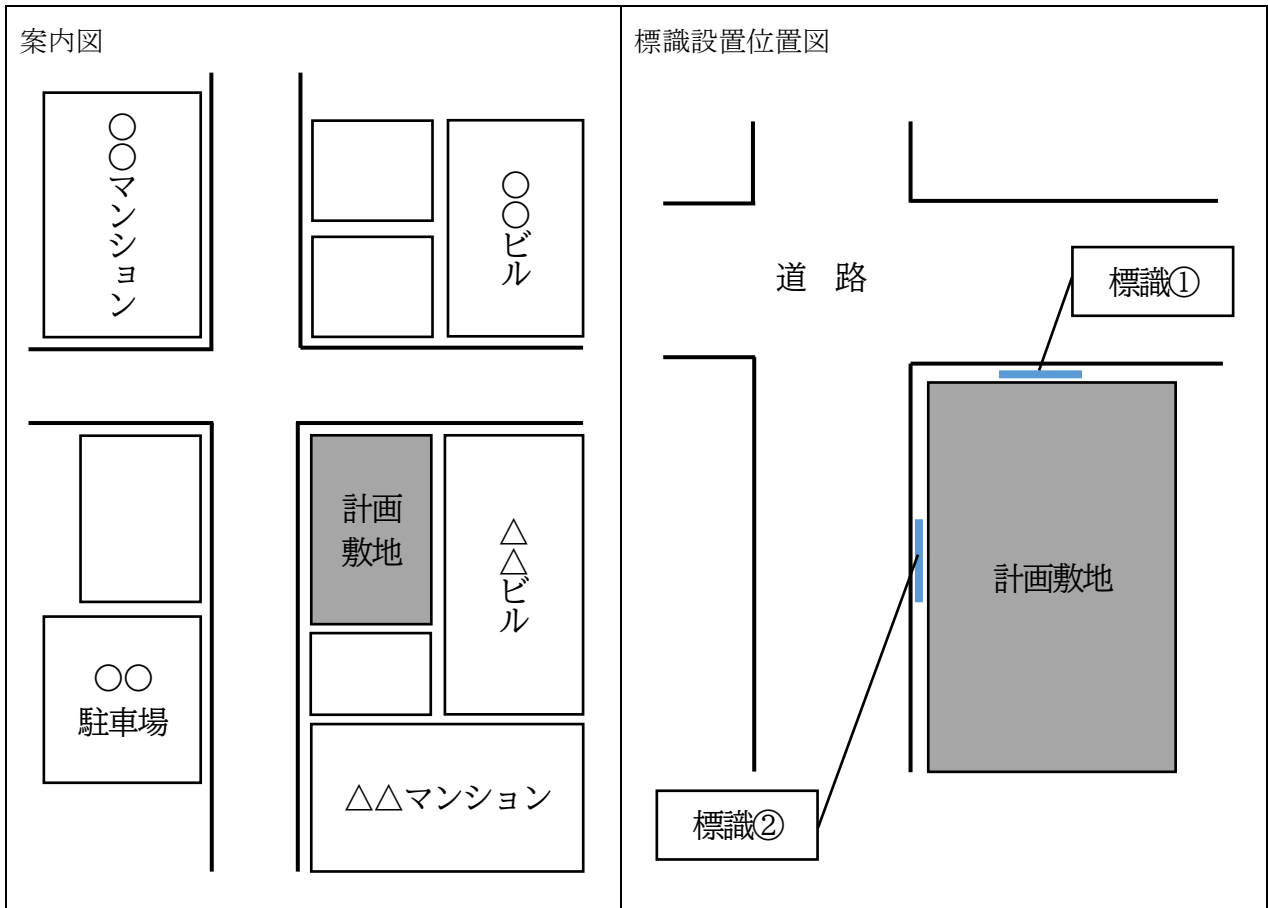 案内図
○○マンション
○○ビル
計画
敷地
△△ビル
○○
駐車場
△△マンション
標識設置位置図
道 路
標識①
計画敷地
標識②